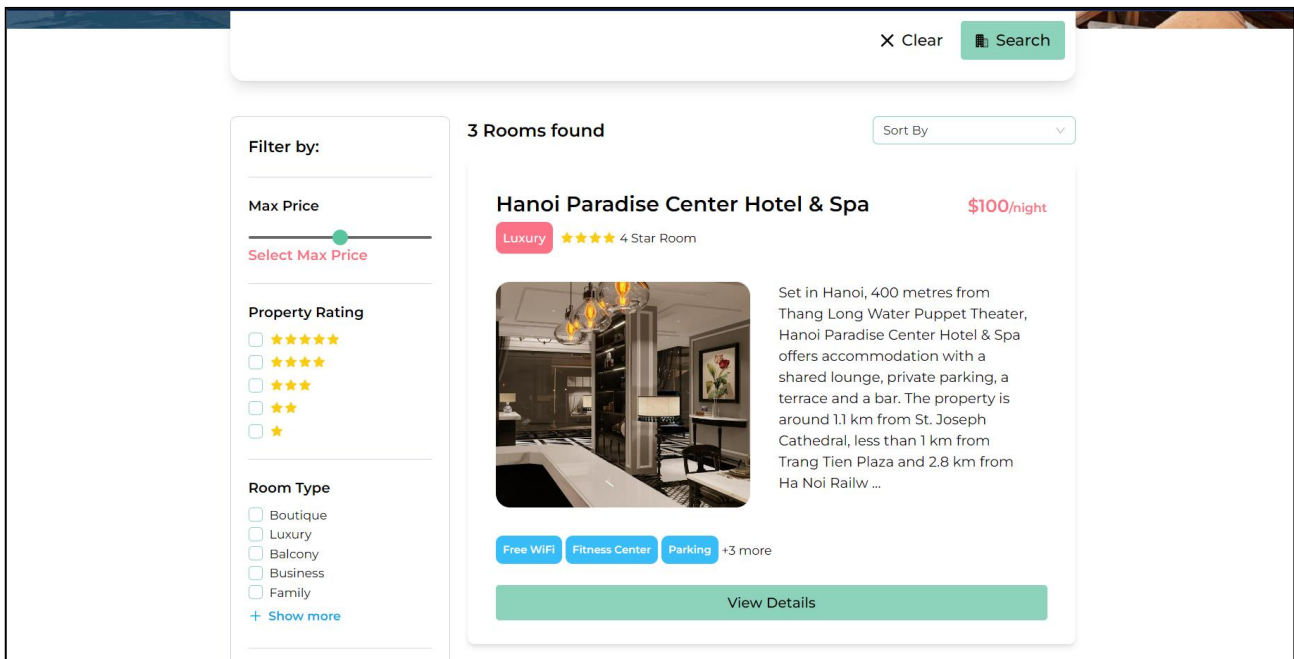 Clear
Search
Filter by:
Max Price
Select Max Price
Property Rating
Room Type
Boutique
Luxury
Balcony
Business
Family
+ Show more
3 Rooms found
Sort By
Hanoi Paradise Center Hotel & Spa
$100/night
Luxury
4 Star Room
Set in Hanoi, 400 metres from
Thang Long Water Puppet Theater,
Hanoi Paradise Center Hotel & Spa
offers accommodation with a
shared lounge, private parking, a
terrace and a bar. The property is
around 1.1 km from St. Joseph
Cathedral, less than 1 km from
Trang Tien Plaza and 2.8 km from
Ha Noi Railw ...
Free WiFi
Fitness Center
Parking
+3 more
View Details